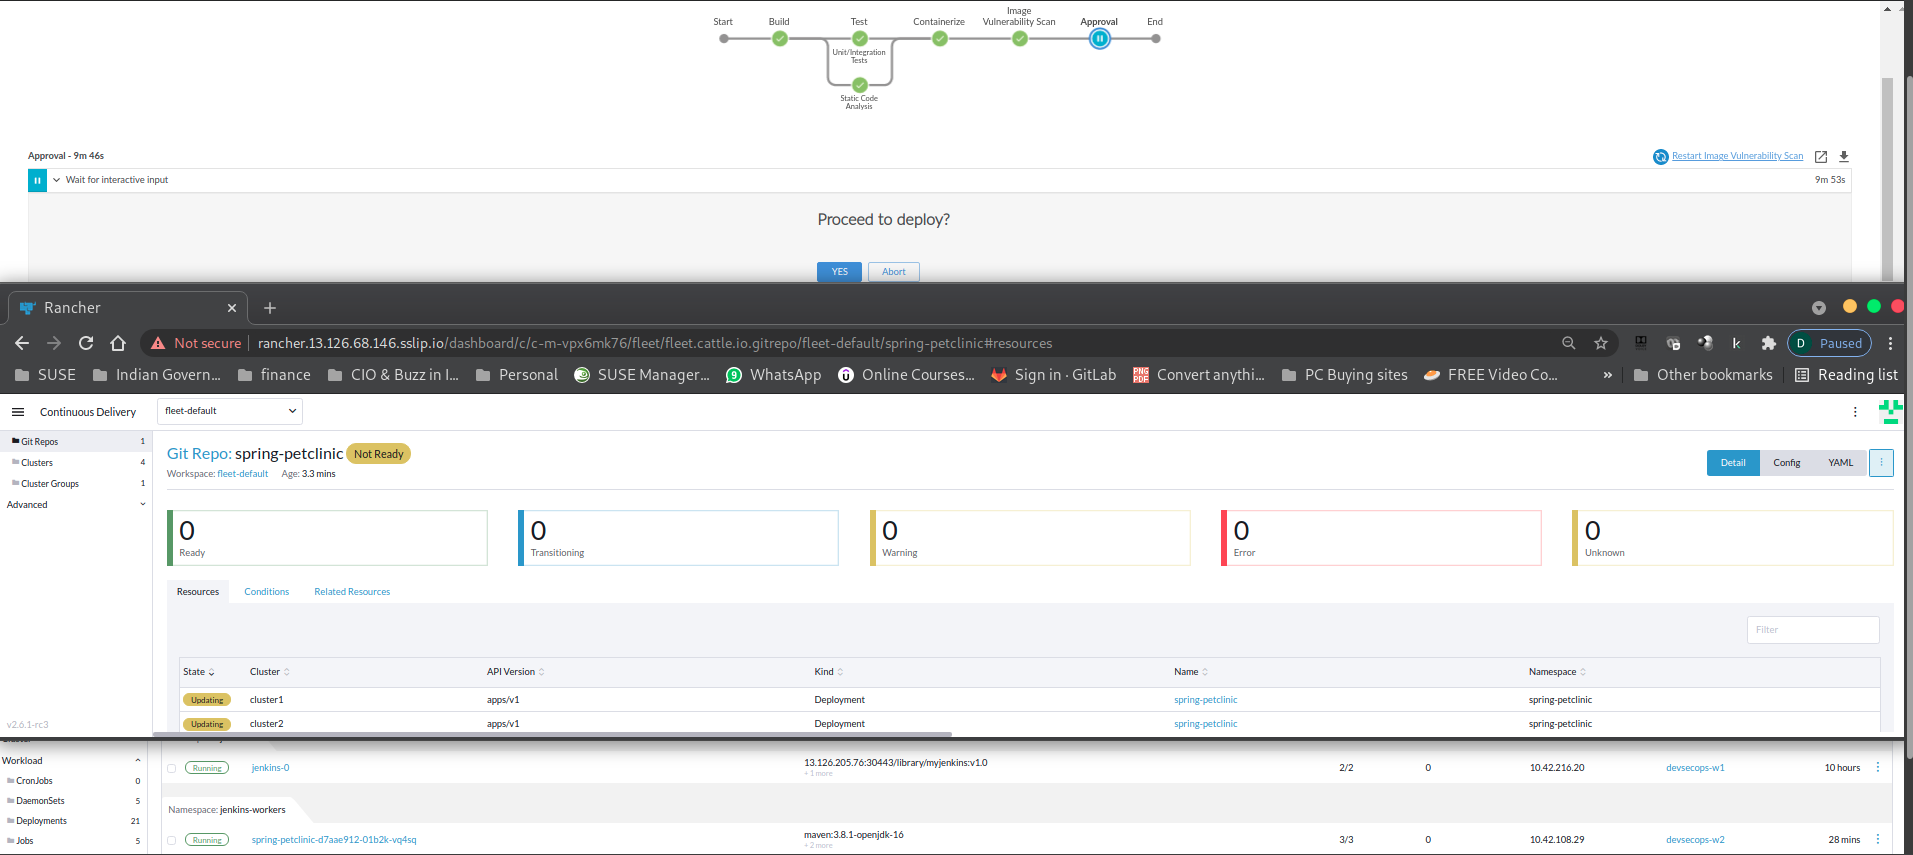 Start Build Test Containerize Image Vulnerability Scan Approval End
Unit/Integration Tests
Static Code Analysis
Approval - 9m 46s Restart Image Vulnerability Scan
Wait for interactive input 9m 53s
Proceed to deploy?
YES Abort
Rancher
Not secure rancher.13.126.68.146.sslip.io/dashboard/c/c-m-vpx6mk76/fleet/fleet.cattle.io.gitrepo/fleet-default/spring-petclinic#resources k D Paused
SUSE Indian Govern... finance CIO & Buzz in I... Personal SUSE Manager... 9 WhatsApp Online Courses... Sign in · GitLab PNG PDF Convert anythi... PC Buying sites FREE Video Co... » Other bookmarks Reading list
Continuous Delivery fleet-default
Git Repos 1
Clusters 4
Cluster Groups 1
Advanced
v2.6.1-rc3
Git Repo: spring-petclinic Not Ready
Workspace: fleet-default Age: 3.3 mins
Detail Config YAML
0 Ready
0 Transitioning
0 Warning
0 Error
0 Unknown
Resources Conditions Related Resources
Filter
State Cluster API Version Kind Name Namespace
Updating cluster1 apps/v1 Deployment spring-petclinic spring-petclinic
Updating cluster2 apps/v1 Deployment spring-petclinic spring-petclinic
Workload
CronJobs 0
DaemonSets 5
Deployments 21
Jobs 5
Running jenkins-0 13.126.205.76:30443/library/myjenkins:v1.0 2/2 0 10.42.216.20 devsecops-w1 10 hours
+ 1 more
Namespace: jenkins-workers
Running spring-petclinic-d7aae912-01b2k-vq4sq maven:3.8.1-openjdk-16 3/3 0 10.42.108.29 devsecops-w2 28 mins
+ 2 more